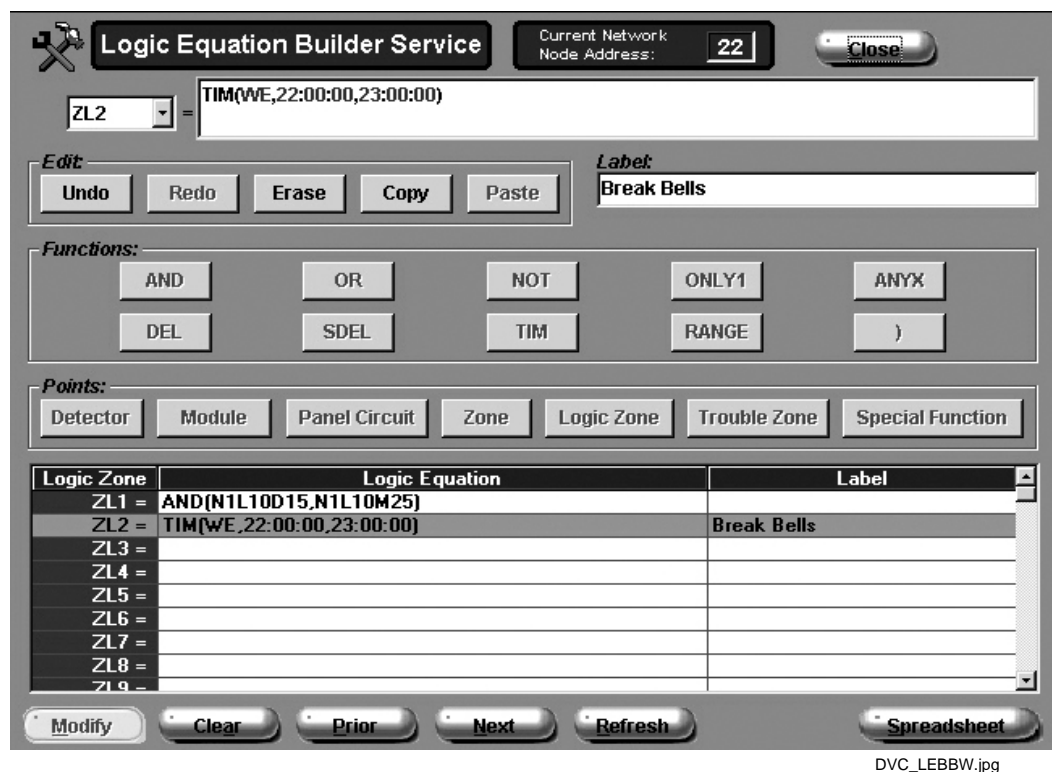 Logic Equation Builder Service
Current Network
Node Address:
22
Close
ZL2
=
TIM(WE,22:00:00,23:00:00)
Edit:
Undo Redo Erase Copy Paste
Label:
Break Bells
Functions:
AND OR NOT ONLY1 ANYX
DEL SDEL TIM RANGE )
Points:
Detector Module Panel Circuit Zone Logic Zone Trouble Zone Special Function
Logic Zone Logic Equation Label
ZL1 = AND(N1L10D15,N1L10M25)
ZL2 = TIM(WE,22:00:00,23:00:00) Break Bells
ZL3 =
ZL4 =
ZL5 =
ZL6 =
ZL7 =
ZL8 =
ZL9 =
Modify Clear Prior Next Refresh Spreadsheet
DVC_LEBBW.jpg